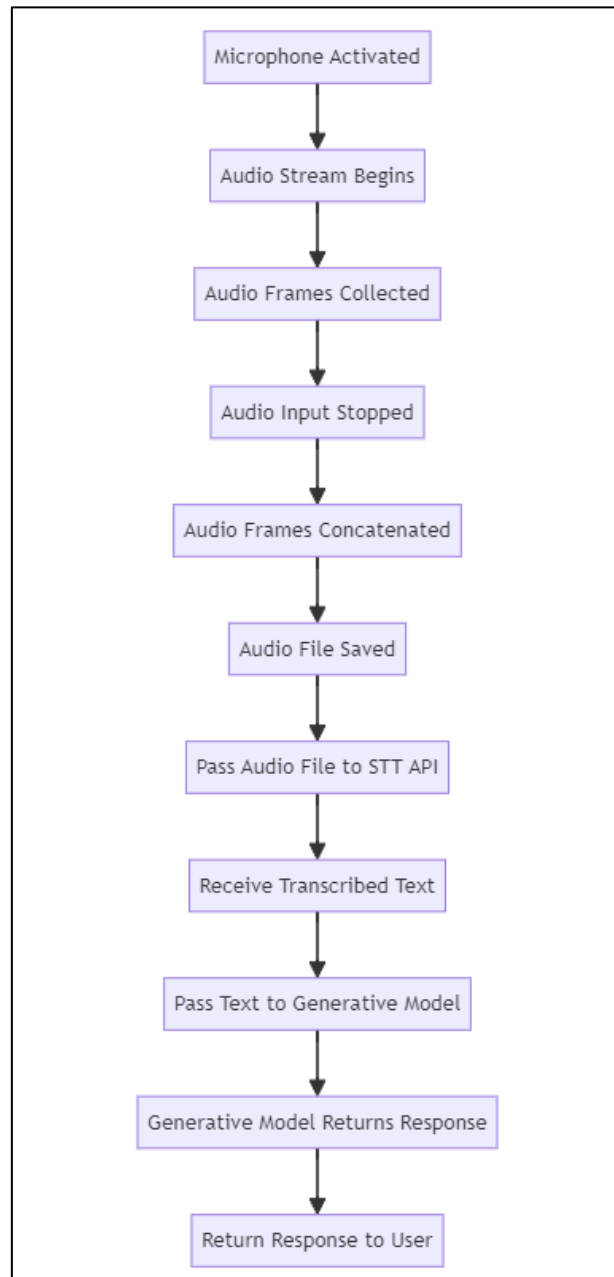 Microphone Activated
Audio Stream Begins
Audio Frames Collected
Audio Input Stopped
Audio Frames Concatenated
Audio File Saved
Pass Audio File to STT API
Receive Transcribed Text
Pass Text to Generative Model
Generative Model Returns Response
Return Response to User